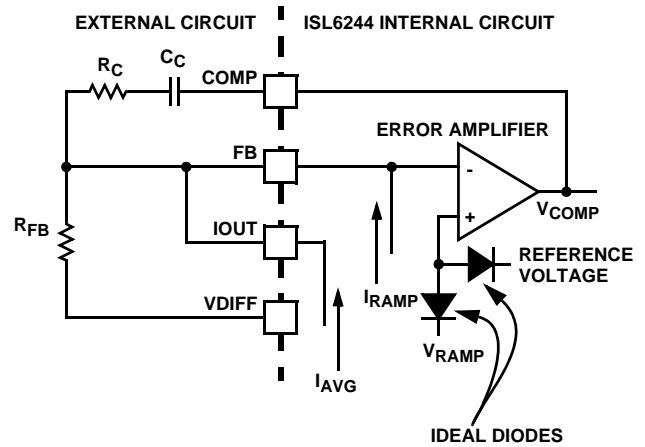 EXTERNAL CIRCUIT
ISL6244 INTERNAL CIRCUIT
RC
CC
COMP
ERROR AMPLIFIER
FB
-
VCOMP
RFB
+
IOUT
REFERENCE
VOLTAGE
IRAMP
VDIFF
VRAMP
IAVG
IDEAL DIODES